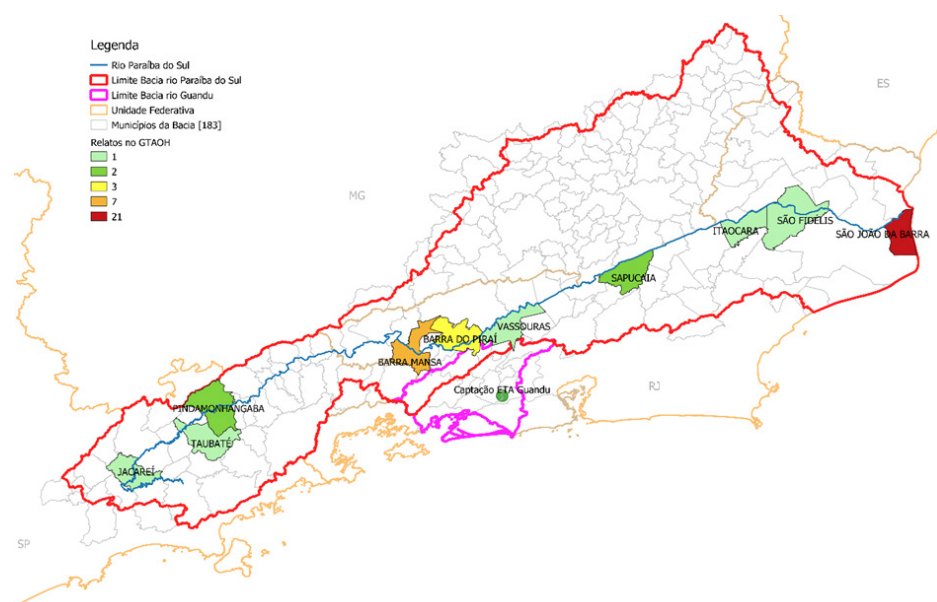 Legenda
Rio Paraíba do Sul
Limite Bacia rio Paraíba do Sul
Limite Bacia rio Guandu
Unidade Federativa
Municípios da Bacia [183]
Relatos no GTAOH
1
2
3
7
21
ES
MG
SÃO FIDELIS
ITAOCARA
SÃO JOÃO DA BARRA
SAPUCAIA
VASSOURAS
BARRA DO PIRAÍ
BARRA MANSA
Captação ETA Guandu
RJ
PINDAMONHANGABA
TAUBATÉ
JACAREÍ
SP